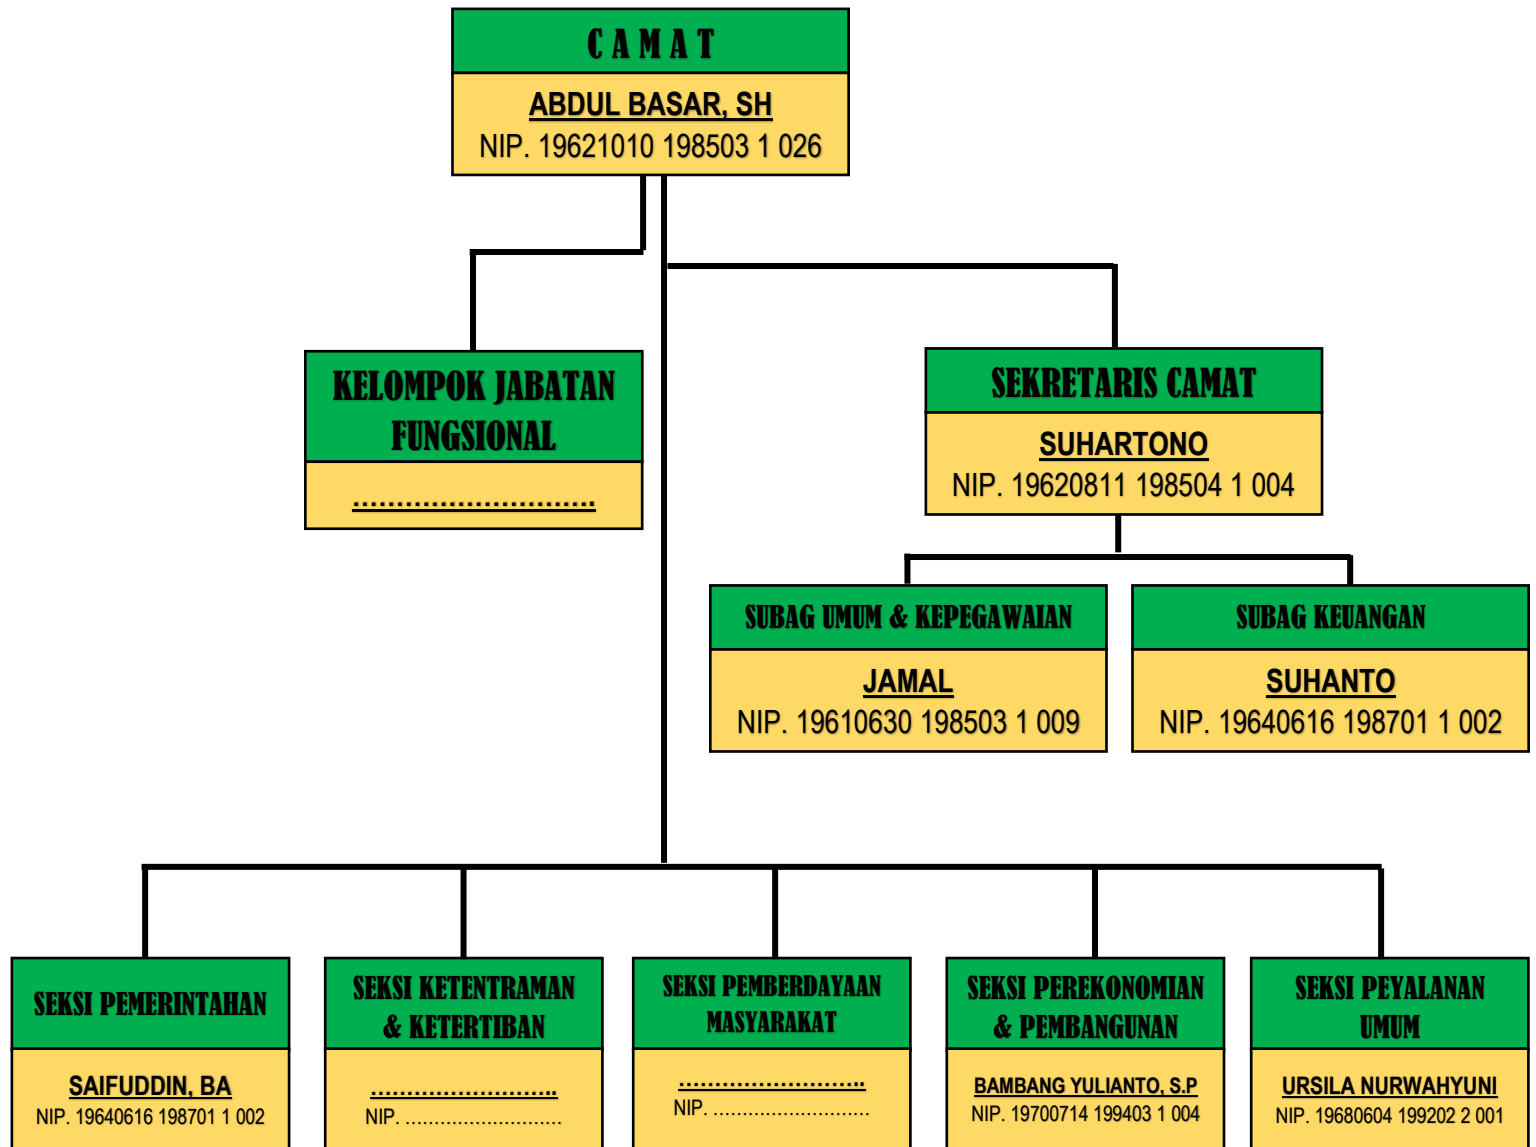 C A M A T
ABDUL BASAR, SH
NIP. 19621010 198503 1 026
KELOMPOK JABATAN
FUNGSIONAL
............................
SEKRETARIS CAMAT
SUHARTONO
NIP. 19620811 198504 1 004
SUBAG UMUM & KEPEGAWAIAN
JAMAL
NIP. 19610630 198503 1 009
SUBAG KEUANGAN
SUHANTO
NIP. 19640616 198701 1 002
SEKSI PEMERINTAHAN
SAIFUDDIN, BA
NIP. 19640616 198701 1 002
SEKSI KETENTRAMAN
& KETERTIBAN
..........................
NIP. ...........................
SEKSI PEMBERDAYAAN
MASYARAKAT
..........................
NIP. ...........................
SEKSI PEREKONOMIAN
& PEMBANGUNAN
BAMBANG YULIANTO, S.P
NIP. 19700714 199403 1 004
SEKSI PEYALANAN
UMUM
URSILA NURWAHYUNI
NIP. 19680604 199202 2 001